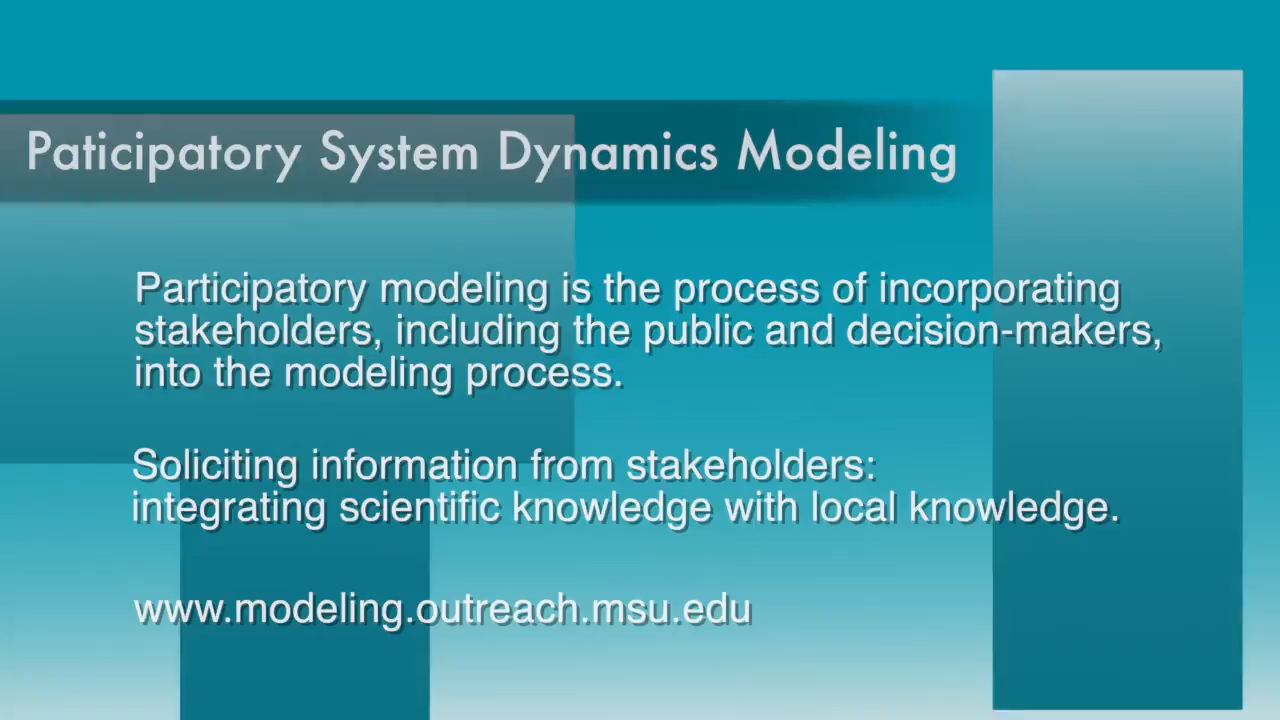 Paticipatory System Dynamics Modeling
Participatory modeling is the process of incorporating
stakeholders, including the public and decision-makers,
into the modeling process.
Soliciting information from stakeholders:
integrating scientific knowledge with local knowledge.
www.modeling.outreach.msu.edu